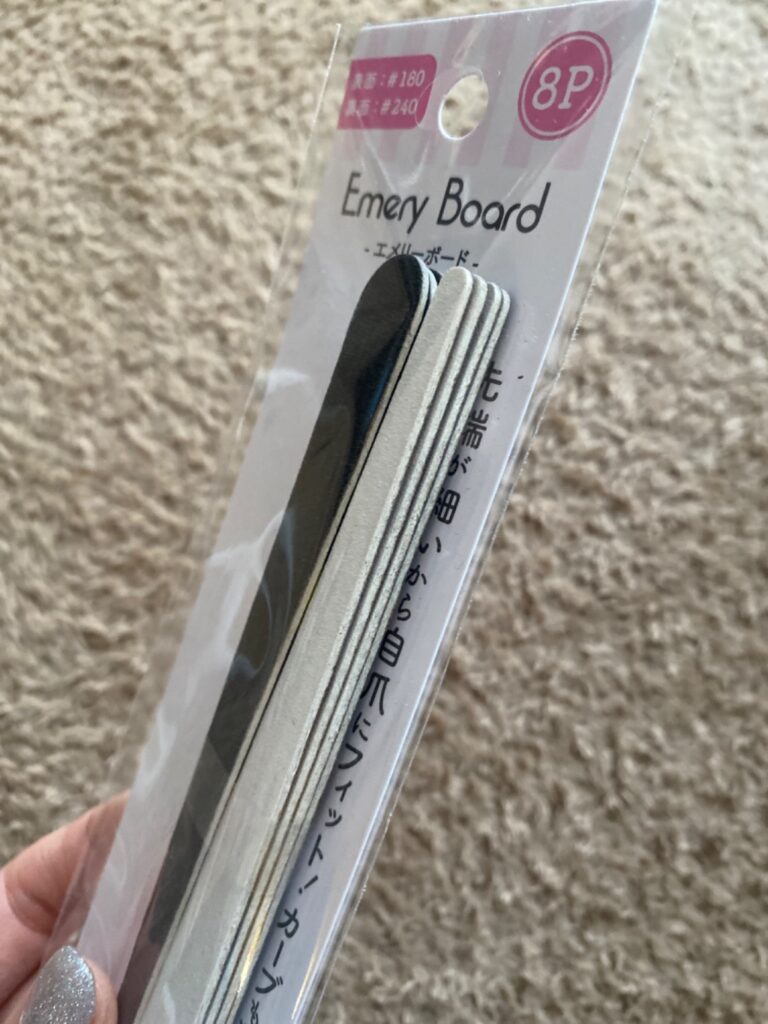 表面：#180
裏面：#240
8P
Emery Board
- エメリーボード -
先端が細いから自爪にフィット！カーブ